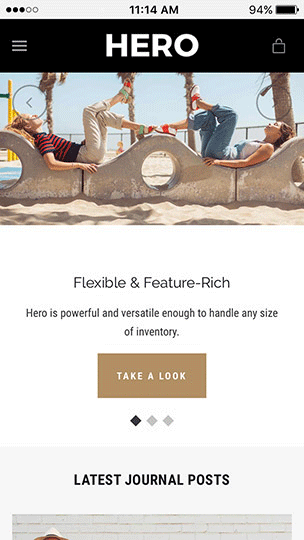 11:14 AM
94%
HERO
Flexible & Feature-Rich
Hero is powerful and versatile enough to handle any size
of inventory.
TAKE A LOOK
LATEST JOURNAL POSTS